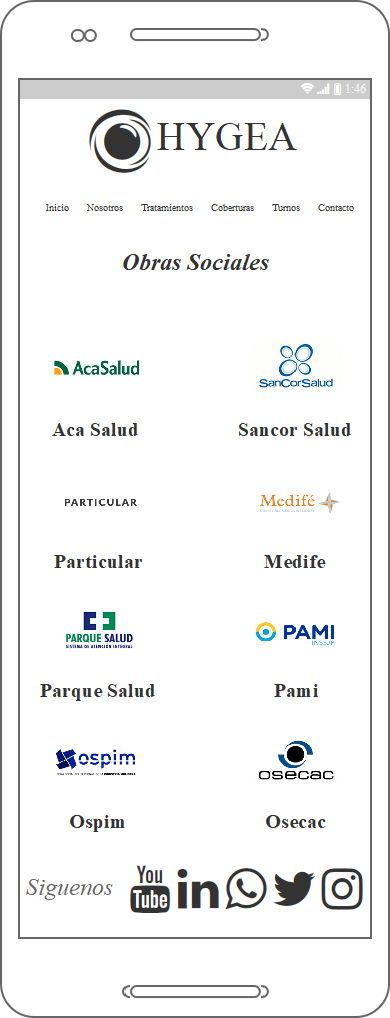 1:46
HYGEA
Inicio Nosotros Tratamientos Coberturas Turnos Contacto
Obras Sociales
AcaSalud SanCorSalud
Aca Salud Sancor Salud
PARTICULAR Medifé
Particular Medife
PARQUE SALUD PAMI
SISTEMA DE ATENCIÓN INTEGRAL INSSJP
Parque Salud Pami
ospim osecac
Ospim Osecac
Siguenos You Tube in